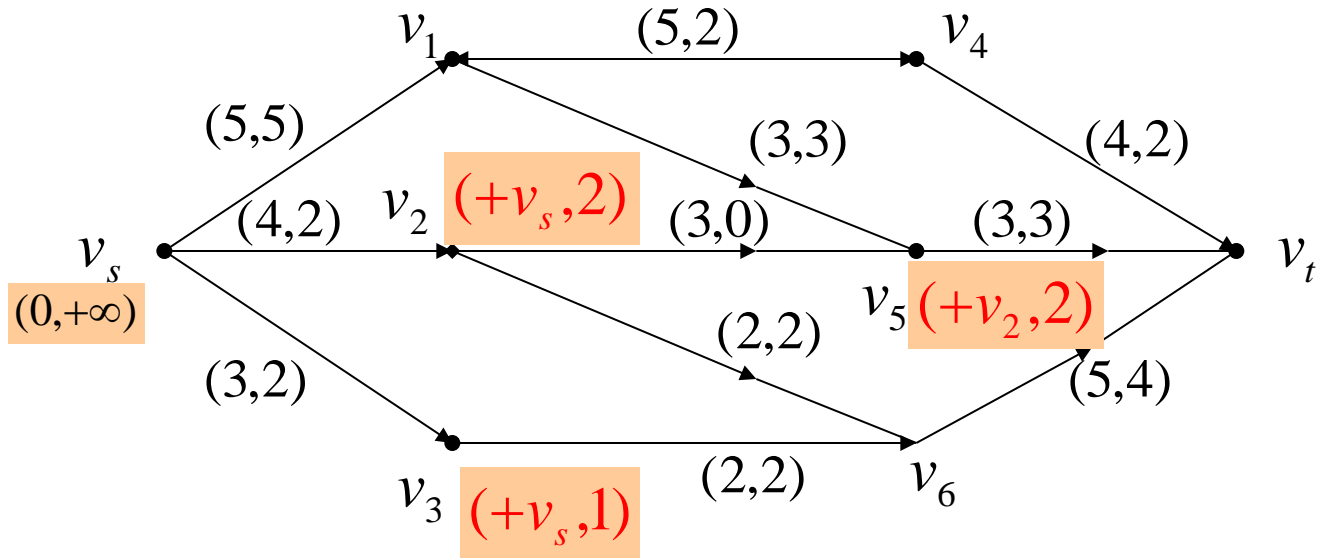 v₁
(5,2)
v₄
(5,5)
(3,3)
(4,2)
(4,2)
v₂
(+vₛ,2)
(3,0)
(3,3)
vₛ
vₜ
(0,+∞)
v₅
(+v₂,2)
(2,2)
(3,2)
(5,4)
v₃
(+vₛ,1)
(2,2)
v₆